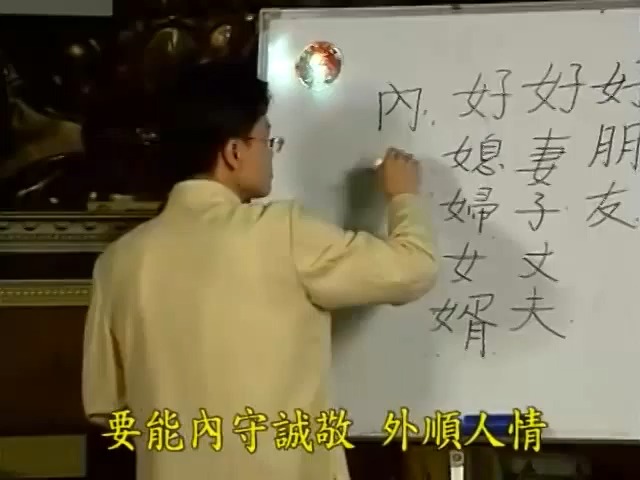 好朋友
好妻子丈夫
好媳婦女婿
內.
要能內守誠敬 外順人情